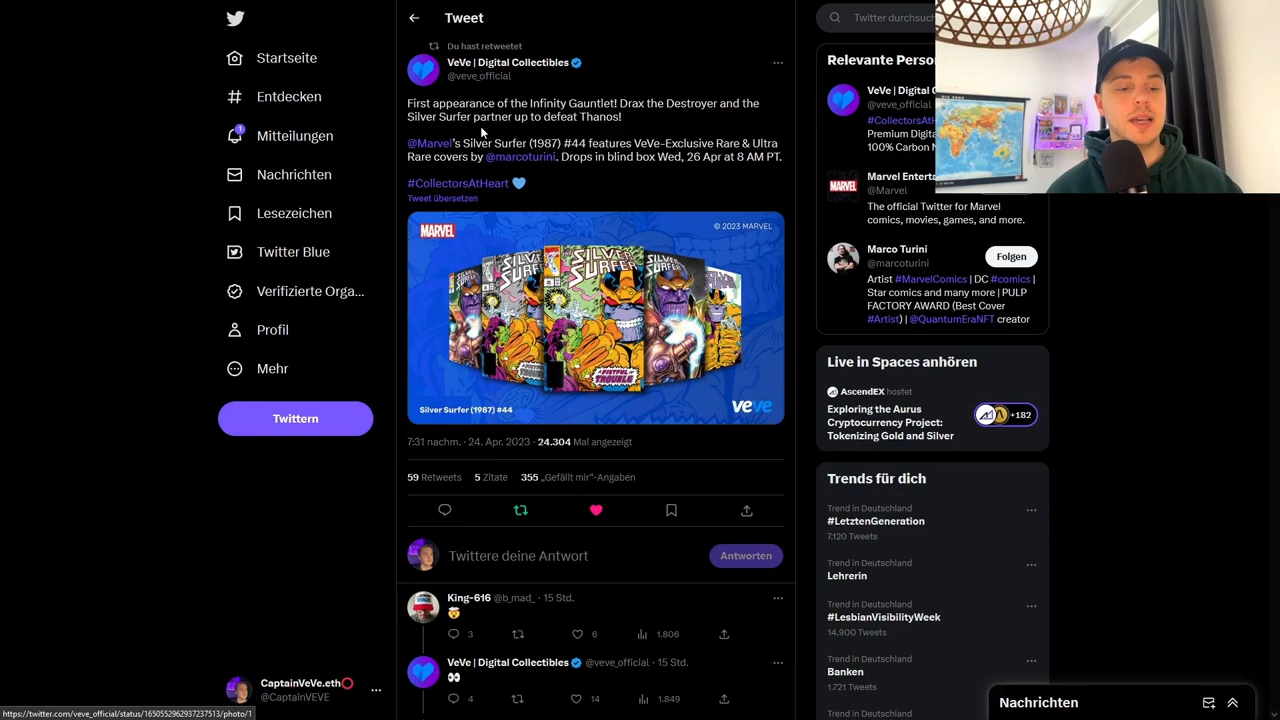 Startseite
Entdecken
1
Mitteilungen
Nachrichten
Lesezeichen
Twitter Blue
Verifizierte Orga...
Profil
Mehr
Twittern
CaptainVeVe.eth
@CaptainVEVE
https://twitter.com/veve_official/status/1650552962937237513/photo/1
Tweet
Du hast retweetet
VeVe | Digital Collectibles
@veve_official
First appearance of the Infinity Gauntlet! Drax the Destroyer and the
Silver Surfer partner up to defeat Thanos!
@Marvel's Silver Surfer (1987) #44 features VeVe-Exclusive Rare & Ultra
Rare covers by @marcoturini. Drops in blind box Wed, 26 Apr at 8 AM PT.
#CollectorsAtHeart 💙
Tweet übersetzen
MARVEL
© 2023 MARVEL
SILVER
SURFER
A FISTFUL OF
TROUBLE
Silver Surfer (1987) #44
veve
7:31 nachm. · 24. Apr. 2023 · 24.304 Mal angezeigt
59 Retweets 5 Zitate 355 „Gefällt mir“-Angaben
Twittere deine Antwort
Antworten
King-616 @b_mad_ · 15 Std.
🤯
3 6 1.806
VeVe | Digital Collectibles @veve_official · 15 Std.
👀
4 14 1.849
Twitter durchsuch
Relevante Perso
VeVe | Digital C
@veve_official
#CollectorsAtH
Premium Digita
100% Carbon N
MARVEL
Marvel Enterta
@Marvel
The official Twitter for Marvel
comics, movies, games, and more.
Marco Turini
@marcoturini
Folgen
Artist #MarvelComics | DC #comics |
Star comics and many more | PULP
FACTORY AWARD (Best Cover
#Artist) | @QuantumEraNFT creator
Live in Spaces anhören
AscendEX hostet
Exploring the Aurus
Cryptocurrency Project:
Tokenizing Gold and Silver
+182
Trends für dich
Trend in Deutschland
#LetztenGeneration
7.120 Tweets
Trend in Deutschland
Lehrerin
Trend in Deutschland
#LesbianVisibilityWeek
14.900 Tweets
Trend in Deutschland
Banken
1.721 Tweets
Trend in Deutschland
Nachrichten